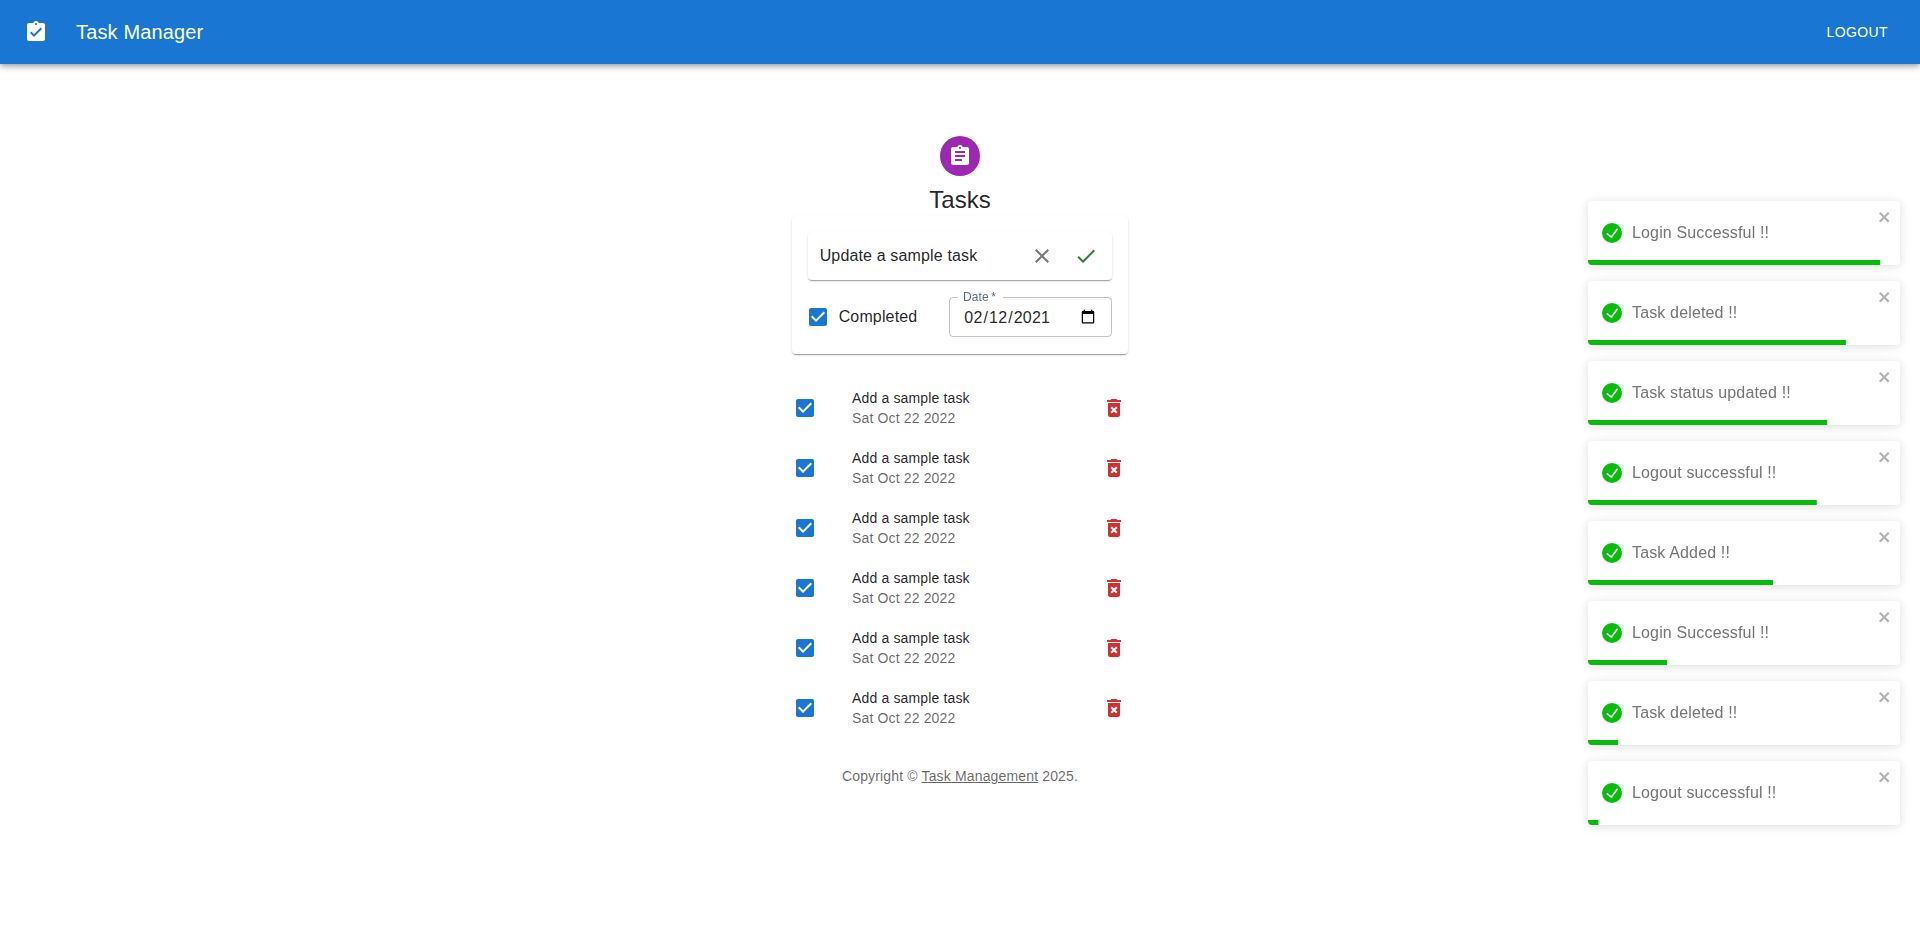 Task Manager
LOGOUT
Tasks
Update a sample task
Completed
Date *
02/12/2021
Add a sample task
Sat Oct 22 2022
Add a sample task
Sat Oct 22 2022
Add a sample task
Sat Oct 22 2022
Add a sample task
Sat Oct 22 2022
Add a sample task
Sat Oct 22 2022
Add a sample task
Sat Oct 22 2022
Copyright © Task Management 2025.
Login Successful !!
Task deleted !!
Task status updated !!
Logout successful !!
Task Added !!
Login Successful !!
Task deleted !!
Logout successful !!